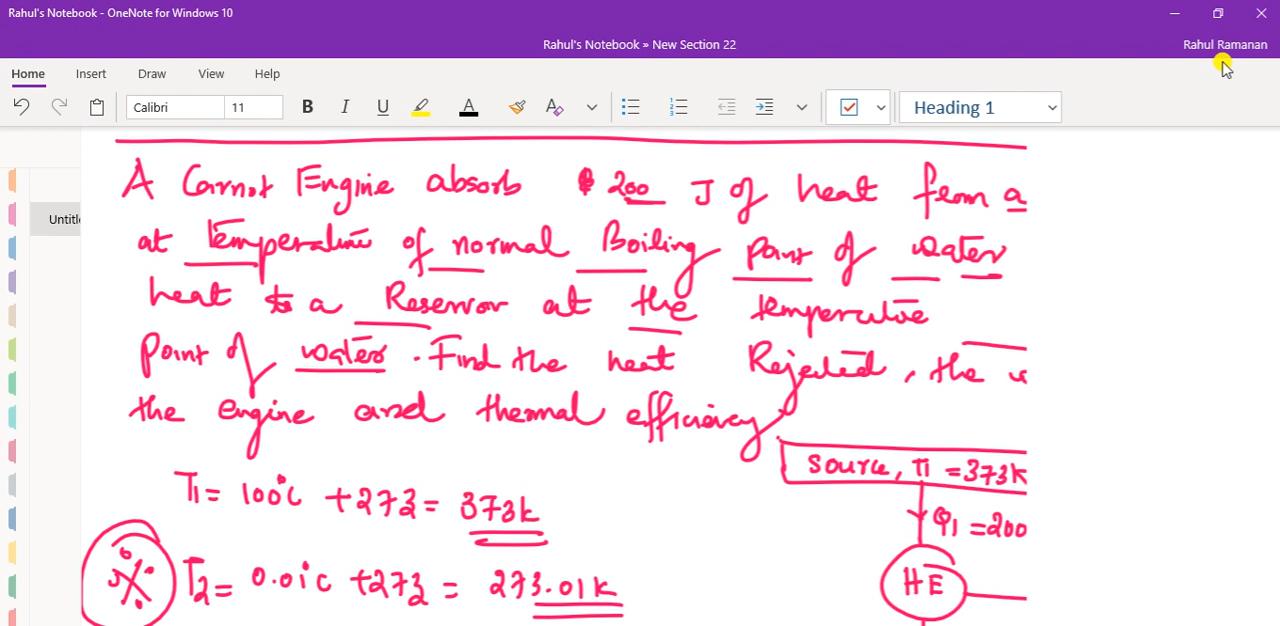 Rahul's Notebook - OneNote for Windows 10
Rahul's Notebook » New Section 22
Rahul Ramanan
Home Insert Draw View Help
Calibri 11 B I U A A Heading 1
Untitle
A Carnot Engine absorb 200 J of heat from a
at temperature of normal Boiling point of water
heat to a Reservor at the temperature
point of water. Find the heat Rejected, the
the engine and thermal efficiency
Source, T1 = 373k
T1 = 100°C + 273 = 373k
Q1 = 200
T2 = 0.01°C + 273 = 273.01k
HE